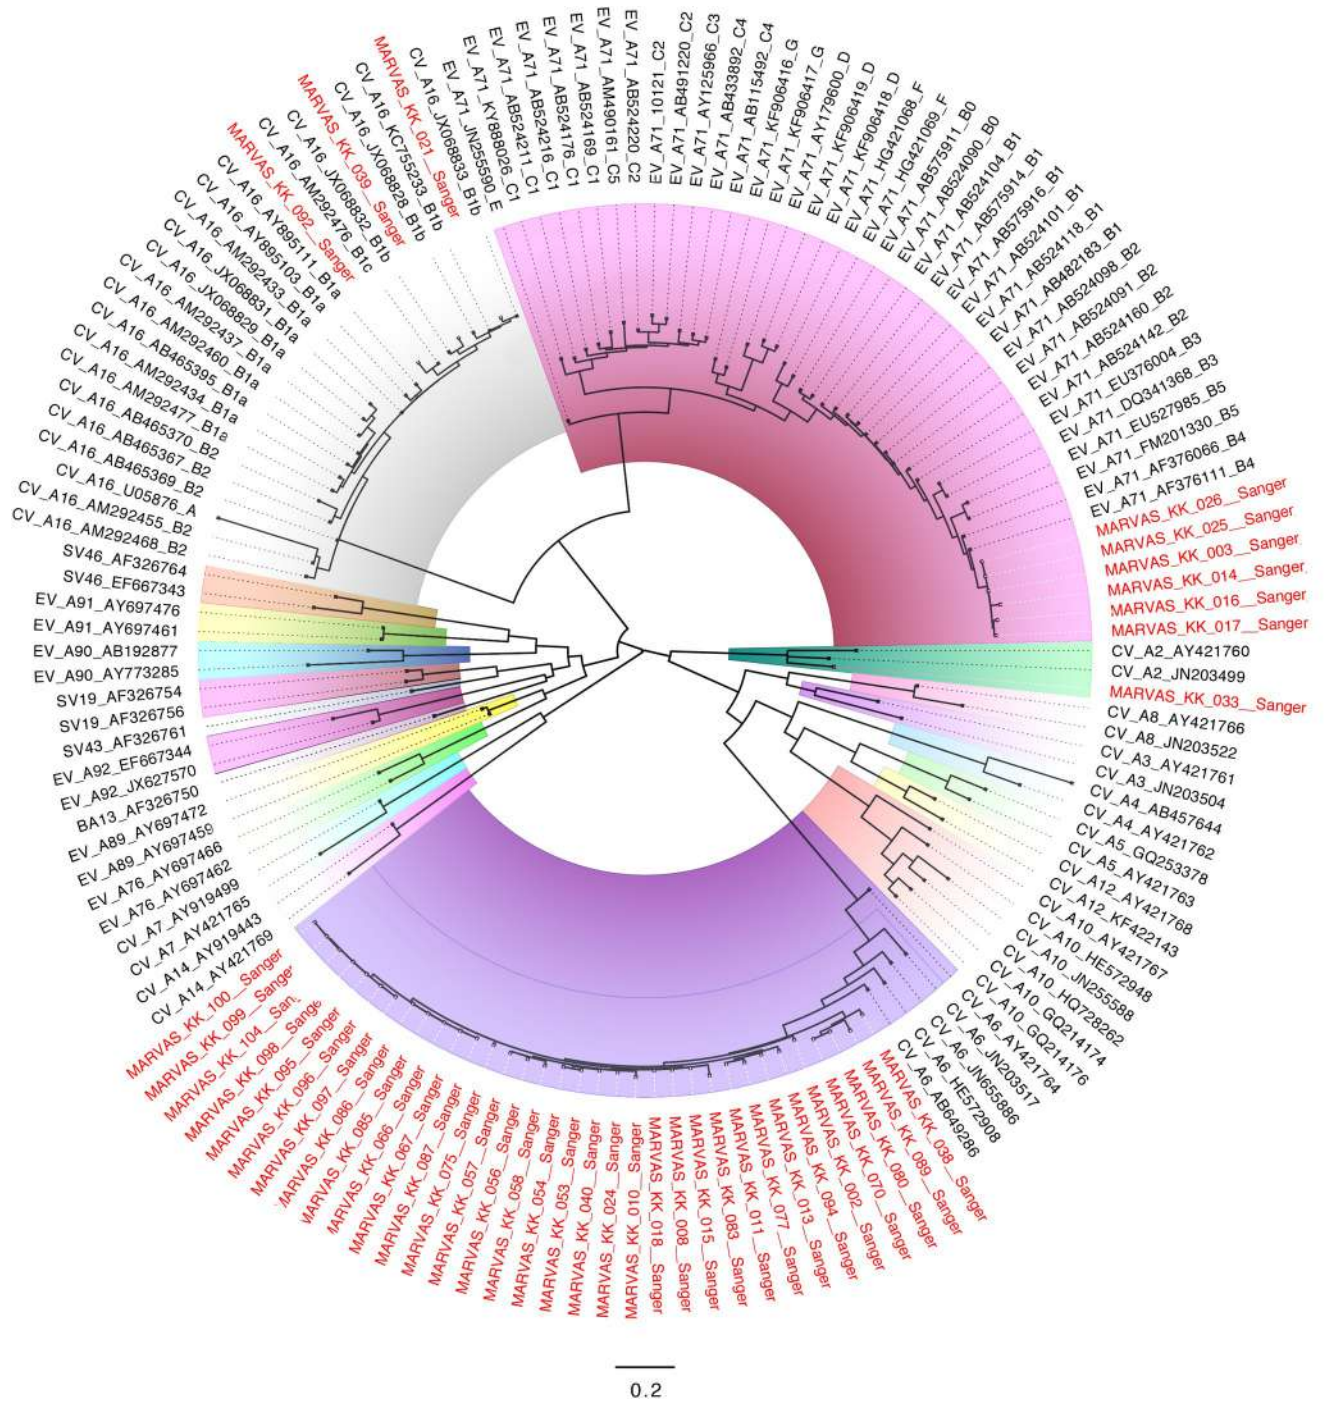 EV_A71_JN255590_E
EV_A71_KY888026_C1
EV_A71_AB524211_C1
EV_A71_AB524216_C1
EV_A71_AB524176_C1
EV_A71_AB524169_C1
EV_A71_AM490161_C5
EV_A71_AB524220_C2
EV_A71_101121_C2
EV_A71_AB491220_C2
EV_A71_AY125966_C3
EV_A71_AB433892_C4
EV_A71_AB115492_C4
EV_A71_KF906416_G
EV_A71_KF906417_G
EV_A71_AY179600_D
EV_A71_KF906419_D
EV_A71_KF906418_D
EV_A71_HG421068_F
EV_A71_HG421069_F
EV_A71_AB575911_B0
EV_A71_AB524090_B0
EV_A71_AB524104_B1
EV_A71_AB575914_B1
EV_A71_AB575916_B1
EV_A71_AB524101_B1
EV_A71_AB524118_B1
EV_A71_AB482183_B1
EV_A71_AB524098_B2
EV_A71_AB524091_B2
EV_A71_AB524160_B2
EV_A71_AB524142_B2
EV_A71_EU376004_B3
EV_A71_DQ341368_B3
EV_A71_EU527985_B5
EV_A71_FM201330_B5
EV_A71_AF376066_B4
EV_A71_AF376111_B4
MARVAS_KK_026__Sanger
MARVAS_KK_025__Sanger
MARVAS_KK_003__Sanger
MARVAS_KK_014__Sanger
MARVAS_KK_016__Sanger
MARVAS_KK_017__Sanger
CV_A2_AY421760
CV_A2_JN203499
MARVAS_KK_033__Sanger
CV_A8_AY421766
CV_A8_JN203522
CV_A3_AY421761
CV_A3_JN203504
CV_A4_AB457644
CV_A4_AY421762
CV_A5_GQ253378
CV_A5_AY421763
CV_A12_AY421768
CV_A12_KF422143
CV_A10_AY421767
CV_A10_HE572948
CV_A10_JN255588
CV_A10_HQ728262
CV_A10_GQ214174
CV_A10_GQ214176
CV_A6_AY421764
CV_A6_JN203517
CV_A6_JN655886
CV_A6_HE572908
CV_A6_AB649286
MARVAS_KK_038__Sanger
MARVAS_KK_089__Sanger
MARVAS_KK_080__Sanger
MARVAS_KK_070__Sanger
MARVAS_KK_002__Sanger
MARVAS_KK_094__Sanger
MARVAS_KK_013__Sanger
MARVAS_KK_077__Sanger
MARVAS_KK_011__Sanger
MARVAS_KK_083__Sanger
MARVAS_KK_015__Sanger
MARVAS_KK_008__Sanger
MARVAS_KK_018__Sanger
MARVAS_KK_010__Sanger
MARVAS_KK_024__Sanger
MARVAS_KK_040__Sanger
MARVAS_KK_053__Sanger
MARVAS_KK_054__Sanger
MARVAS_KK_058__Sanger
MARVAS_KK_056__Sanger
MARVAS_KK_057__Sanger
MARVAS_KK_075__Sanger
MARVAS_KK_087__Sanger
MARVAS_KK_067__Sanger
MARVAS_KK_066__Sanger
MARVAS_KK_085__Sanger
MARVAS_KK_086__Sanger
MARVAS_KK_097__Sanger
MARVAS_KK_096__Sanger
MARVAS_KK_095__Sanger
MARVAS_KK_098__Sange
MARVAS_KK_104__San
MARVAS_KK_099__Sange
MARVAS_KK_100__Sanger
CV_A14_AY421769
CV_A14_AY919443
CV_A7_AY421765
CV_A7_AY919499
EV_A76_AY697462
EV_A76_AY697466
EV_A89_AY697459
EV_A89_AY697472
BA13_AF326750
EV_A92_JX627570
EV_A92_EF667344
SV43_AF326761
SV19_AF326756
SV19_AF326754
EV_A90_AY773285
EV_A90_AB192877
EV_A91_AY697461
EV_A91_AY697476
SV46_EF667343
SV46_AF326764
CV_A16_AM292468_B2
CV_A16_AM292455_B2
CV_A16_U05876_A
CV_A16_AB465369_B2
CV_A16_AB465367_B2
CV_A16_AB465370_B2
CV_A16_AM292477_B1a
CV_A16_AM292434_B1a
CV_A16_AB465395_B1a
CV_A16_AM292460_B1a
CV_A16_AM292437_B1a
CV_A16_JX068829_B1a
CV_A16_JX068831_B1a
CV_A16_AM292433_B1a
CV_A16_AY895103_B1a
CV_A16_AY895111_B1a
MARVAS_KK_092__Sanger
CV_A16_AM292476_B1c
CV_A16_JX068832_B1b
MARVAS_KK_039__Sanger
CV_A16_JX068828_B1b
CV_A16_KC755233_B1b
MARVAS_KK_021__Sanger
CV_A16_JX068833_B1b
0.2